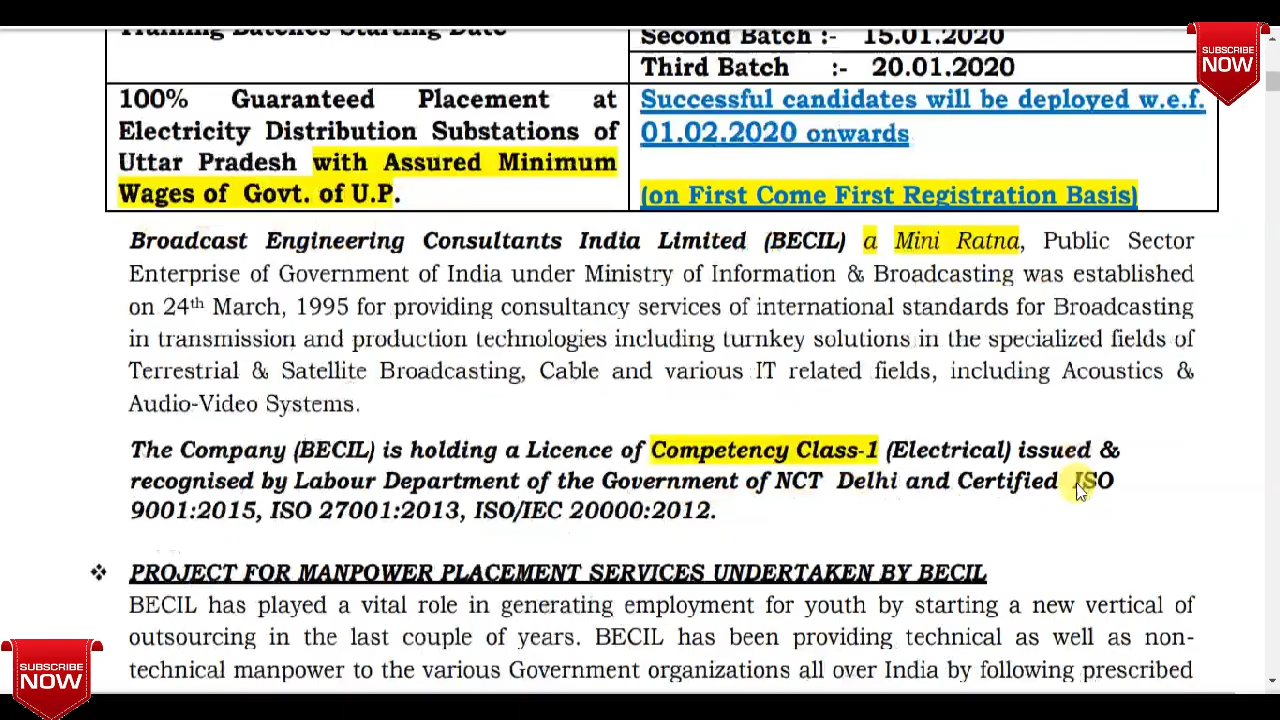 Training Batches Starting Date
Second Batch :- 15.01.2020
Third Batch :- 20.01.2020
100% Guaranteed Placement at
Electricity Distribution Substations of
Uttar Pradesh with Assured Minimum
Wages of Govt. of U.P.
Successful candidates will be deployed w.e.f.
01.02.2020 onwards
(on First Come First Registration Basis)
Broadcast Engineering Consultants India Limited (BECIL) a Mini Ratna, Public Sector
Enterprise of Government of India under Ministry of Information & Broadcasting was established
on 24th March, 1995 for providing consultancy services of international standards for Broadcasting
in transmission and production technologies including turnkey solutions in the specialized fields of
Terrestrial & Satellite Broadcasting, Cable and various IT related fields, including Acoustics &
Audio-Video Systems.
The Company (BECIL) is holding a Licence of Competency Class-1 (Electrical) issued &
recognised by Labour Department of the Government of NCT Delhi and Certified ISO
9001:2015, ISO 27001:2013, ISO/IEC 20000:2012.
❖ PROJECT FOR MANPOWER PLACEMENT SERVICES UNDERTAKEN BY BECIL
BECIL has played a vital role in generating employment for youth by starting a new vertical of
outsourcing in the last couple of years. BECIL has been providing technical as well as non-
technical manpower to the various Government organizations all over India by following prescribed
SUBSCRIBE
NOW
SUBSCRIBE
NOW